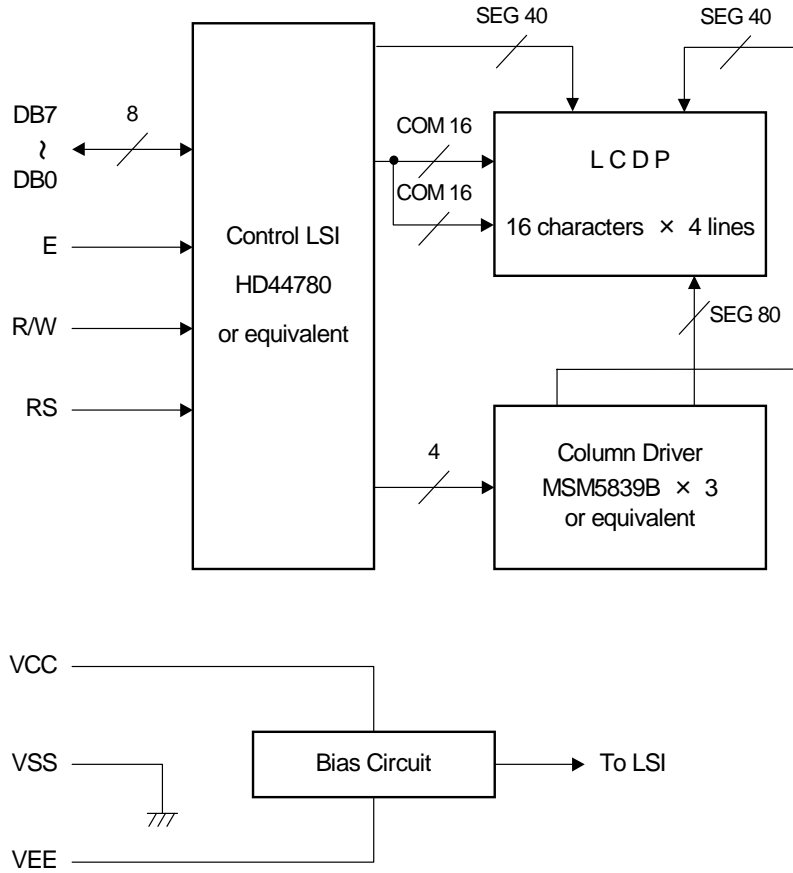 SEG 40
SEG 40
DB7
~
DB0
8
COM 16
COM 16
L C D P
16 characters × 4 lines
E
Control LSI
HD44780
or equivalent
R/W
SEG 80
RS
4
Column Driver
MSM5839B × 3
or equivalent
VCC
VSS
Bias Circuit
To LSI
VEE